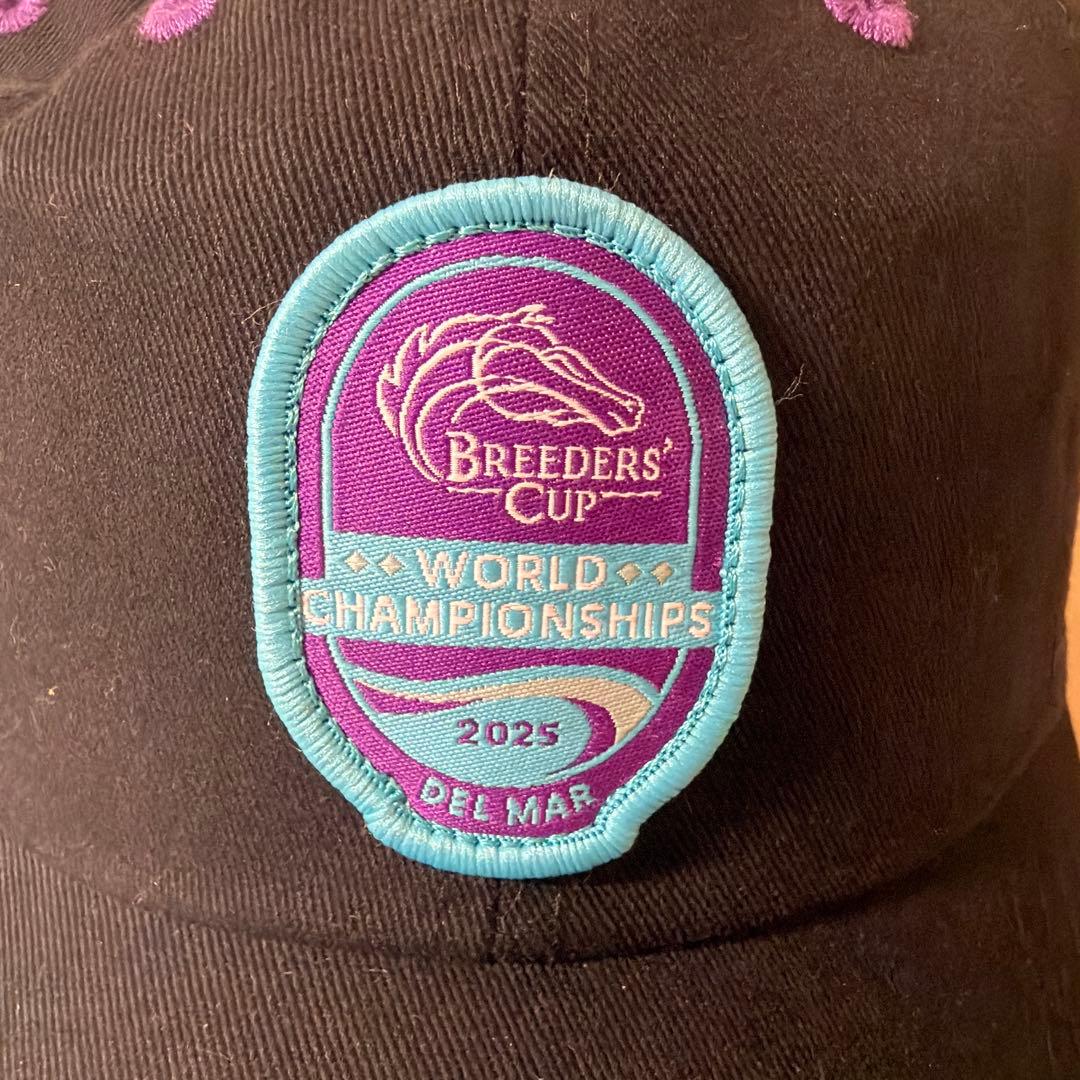 BREEDERS'
CUP
WORLD
CHAMPIONSHIPS
2025
DEL MAR